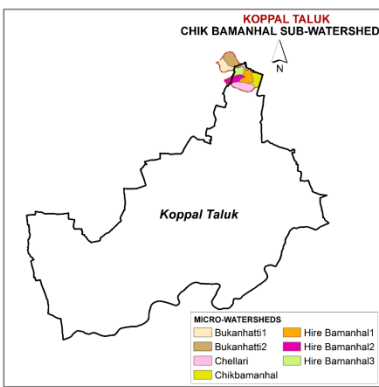 KOPPAL TALUK
CHIK BAMANHAL SUB-WATERSHED
N
Koppal Taluk
MICRO-WATERSHEDS
Bukanhatti1
Bukanhatti2
Chellari
Chikbamanhal
Hire Bamanhal1
Hire Bamanhal2
Hire Bamanhal3